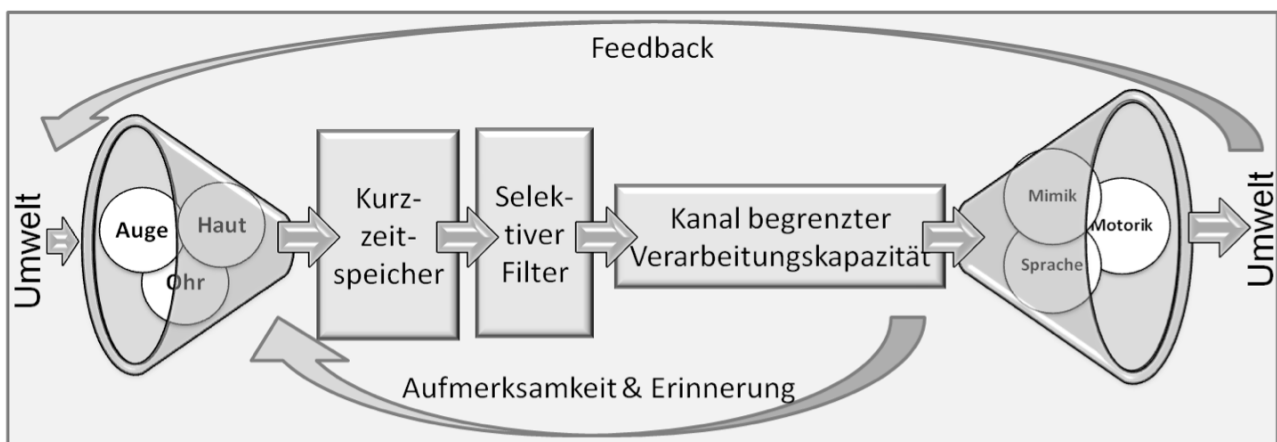 Feedback
Umwelt
Auge
Haut
Ohr
Kurz-
zeit-
speicher
Selek-
tiver
Filter
Kanal begrenzter
Verarbeitungskapazität
Mimik
Motorik
Sprache
Umwelt
Aufmerksamkeit & Erinnerung